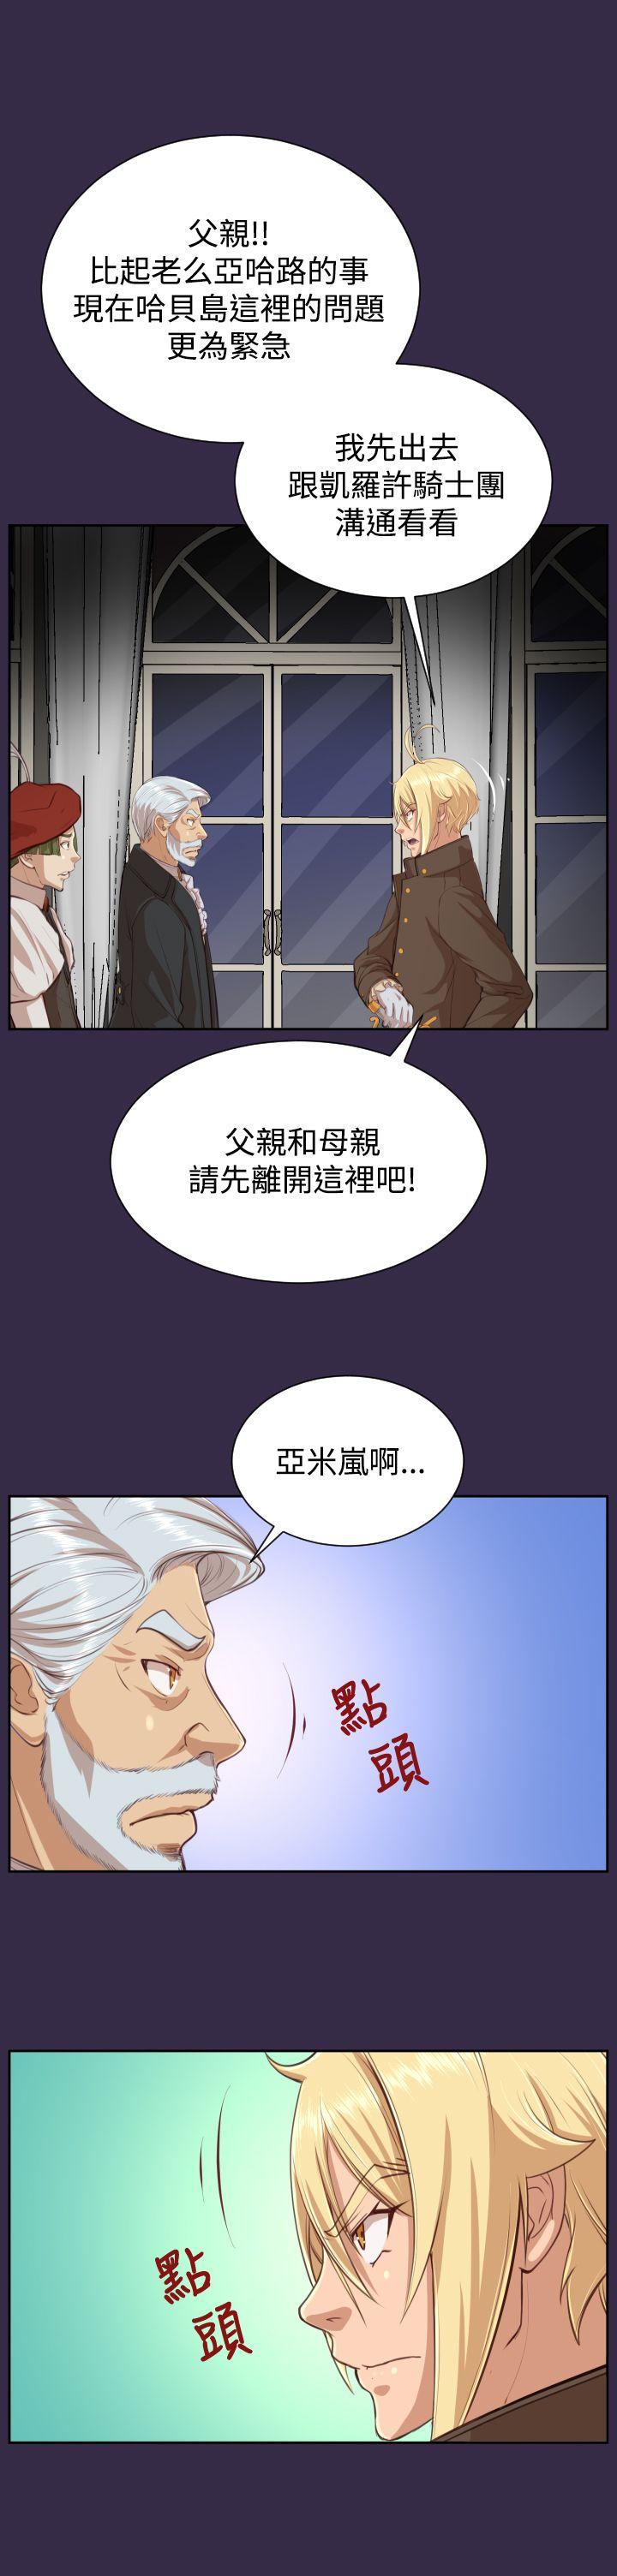 父親!!
比起老么亞哈路的事
現在哈貝島這裡的問題
更為緊急
我先出去
跟凱羅許騎士團
溝通看看
父親和母親
請先離開這裡吧!
亞米嵐啊...
點
頭
點
頭